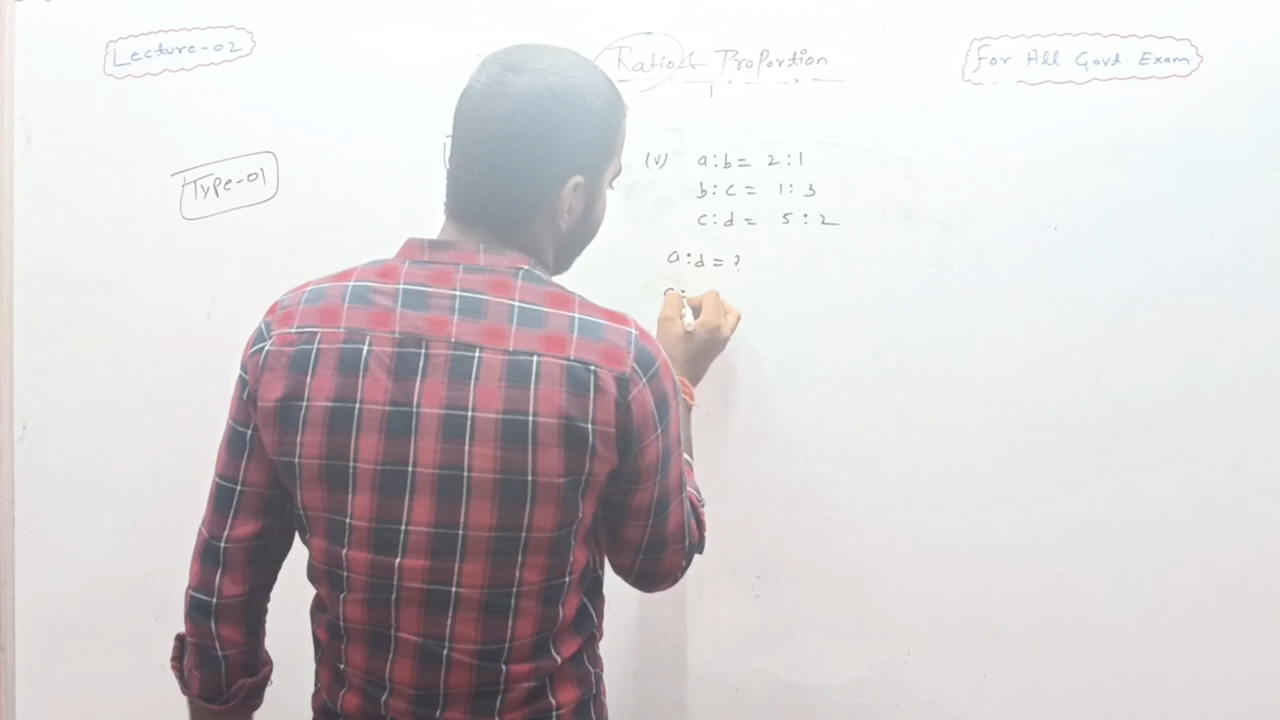 Lecture-02
Ratio & Proportion
For All Govt Exam
Type-01
(v) a:b = 2:1
b:c = 1:3
c:d = 5:2
a:d = ?